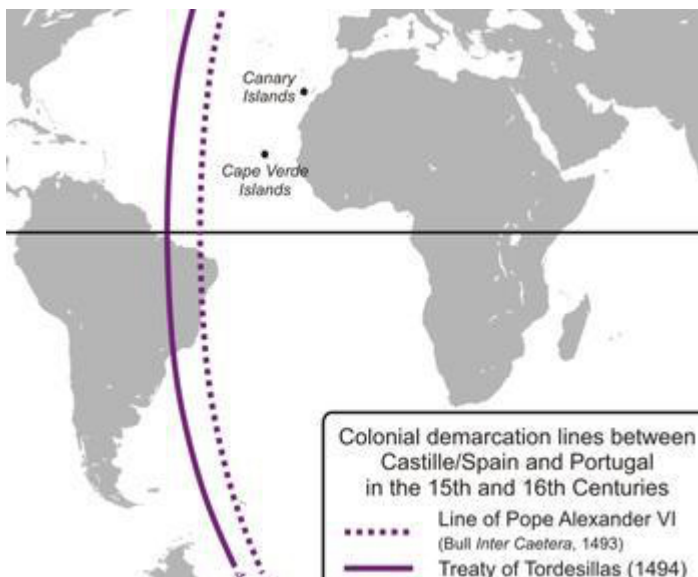 Canary
Islands
Cape Verde
Islands
Colonial demarcation lines between
Castille/Spain and Portugal
in the 15th and 16th Centuries
Line of Pope Alexander VI
(Bull Inter Caetera, 1493)
Treaty of Tordesillas (1494)